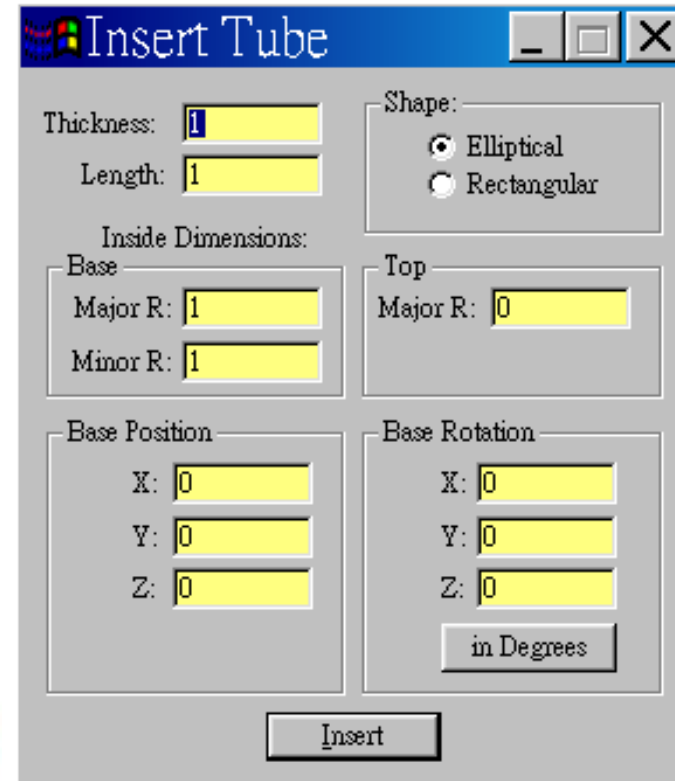 Insert Tube
Thickness: 1
Length: 1
Shape:
Elliptical
Rectangular
Inside Dimensions:
Base
Major R: 1
Minor R: 1
Top
Major R: 0
Base Position
X: 0
Y: 0
Z: 0
Base Rotation
X: 0
Y: 0
Z: 0
in Degrees
Insert